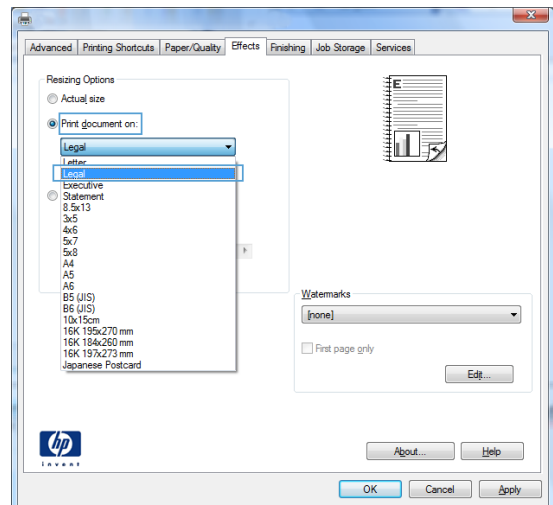 Advanced Printing Shortcuts Paper/Quality Effects Finishing Job Storage Services
Resizing Options
Actual size
Print document on:
Legal
Letter
Legal
Executive
Statement
8.5x13
3x5
4x6
5x7
5x8
A4
A5
A6
B5 (JIS)
B6 (JIS)
10x15cm
16K 195x270 mm
16K 184x260 mm
16K 197x273 mm
Japanese Postcard
E
Watermarks
[none]
First page only
Edit...
hp
invent
About... Help
OK Cancel Apply